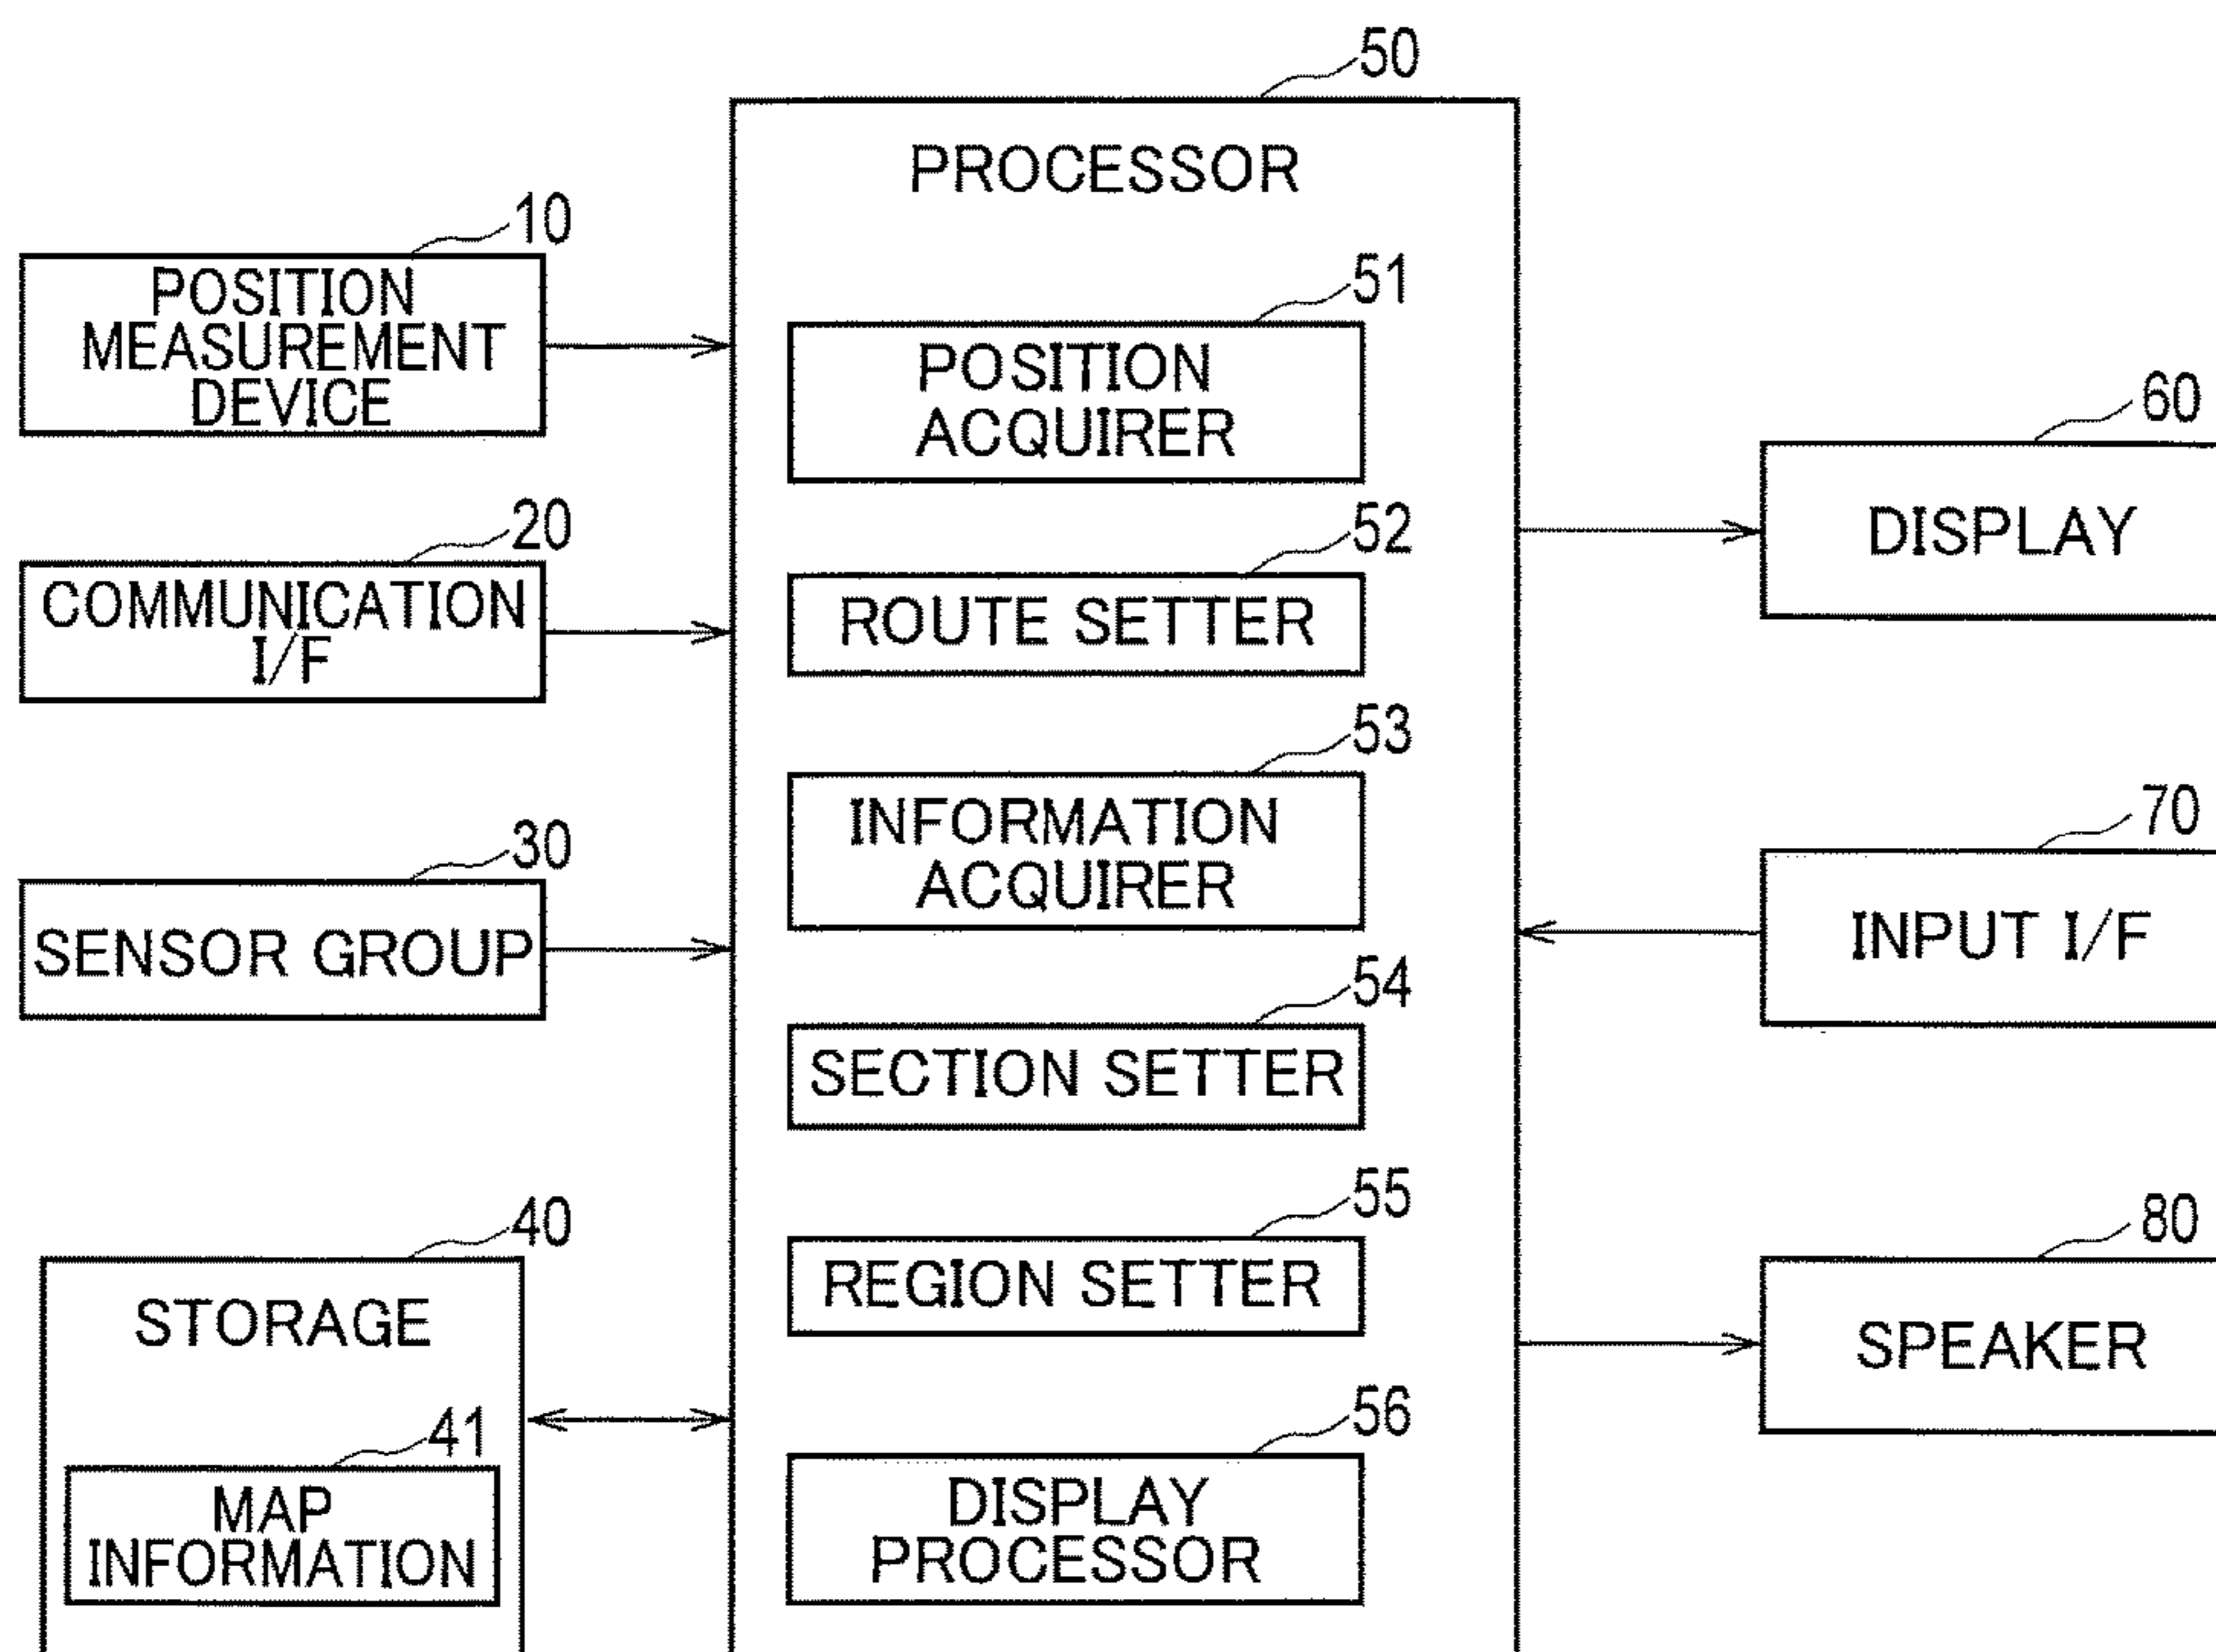 50
PROCESSOR
10
POSITION
MEASUREMENT
DEVICE
20
COMMUNICATION
I/F
30
SENSOR GROUP
40
STORAGE
41
MAP
INFORMATION
51
POSITION
ACQUIRER
52
ROUTE SETTER
53
INFORMATION
ACQUIRER
54
SECTION SETTER
55
REGION SETTER
56
DISPLAY
PROCESSOR
60
DISPLAY
70
INPUT I/F
80
SPEAKER